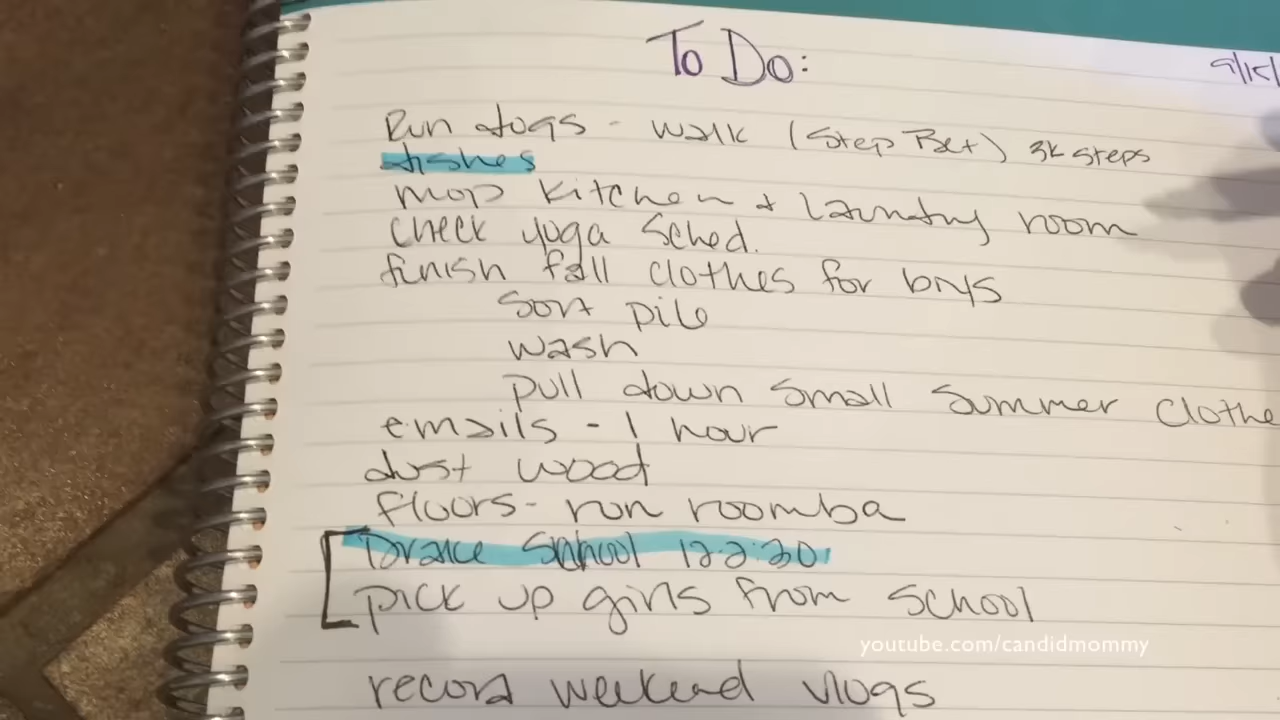 To Do:
9/15/
Run dogs - walk (Step Bet) 3k steps
dishes
mop kitchen + laundry room
check yoga sched.
finish fall clothes for boys
sort pile
wash
pull down small summer clothe
emails - 1 hour
dust wood
floors - run roomba
Drake School 12-2:30
pick up girls from school
youtube.com/candidmommy
record weekend vlogs